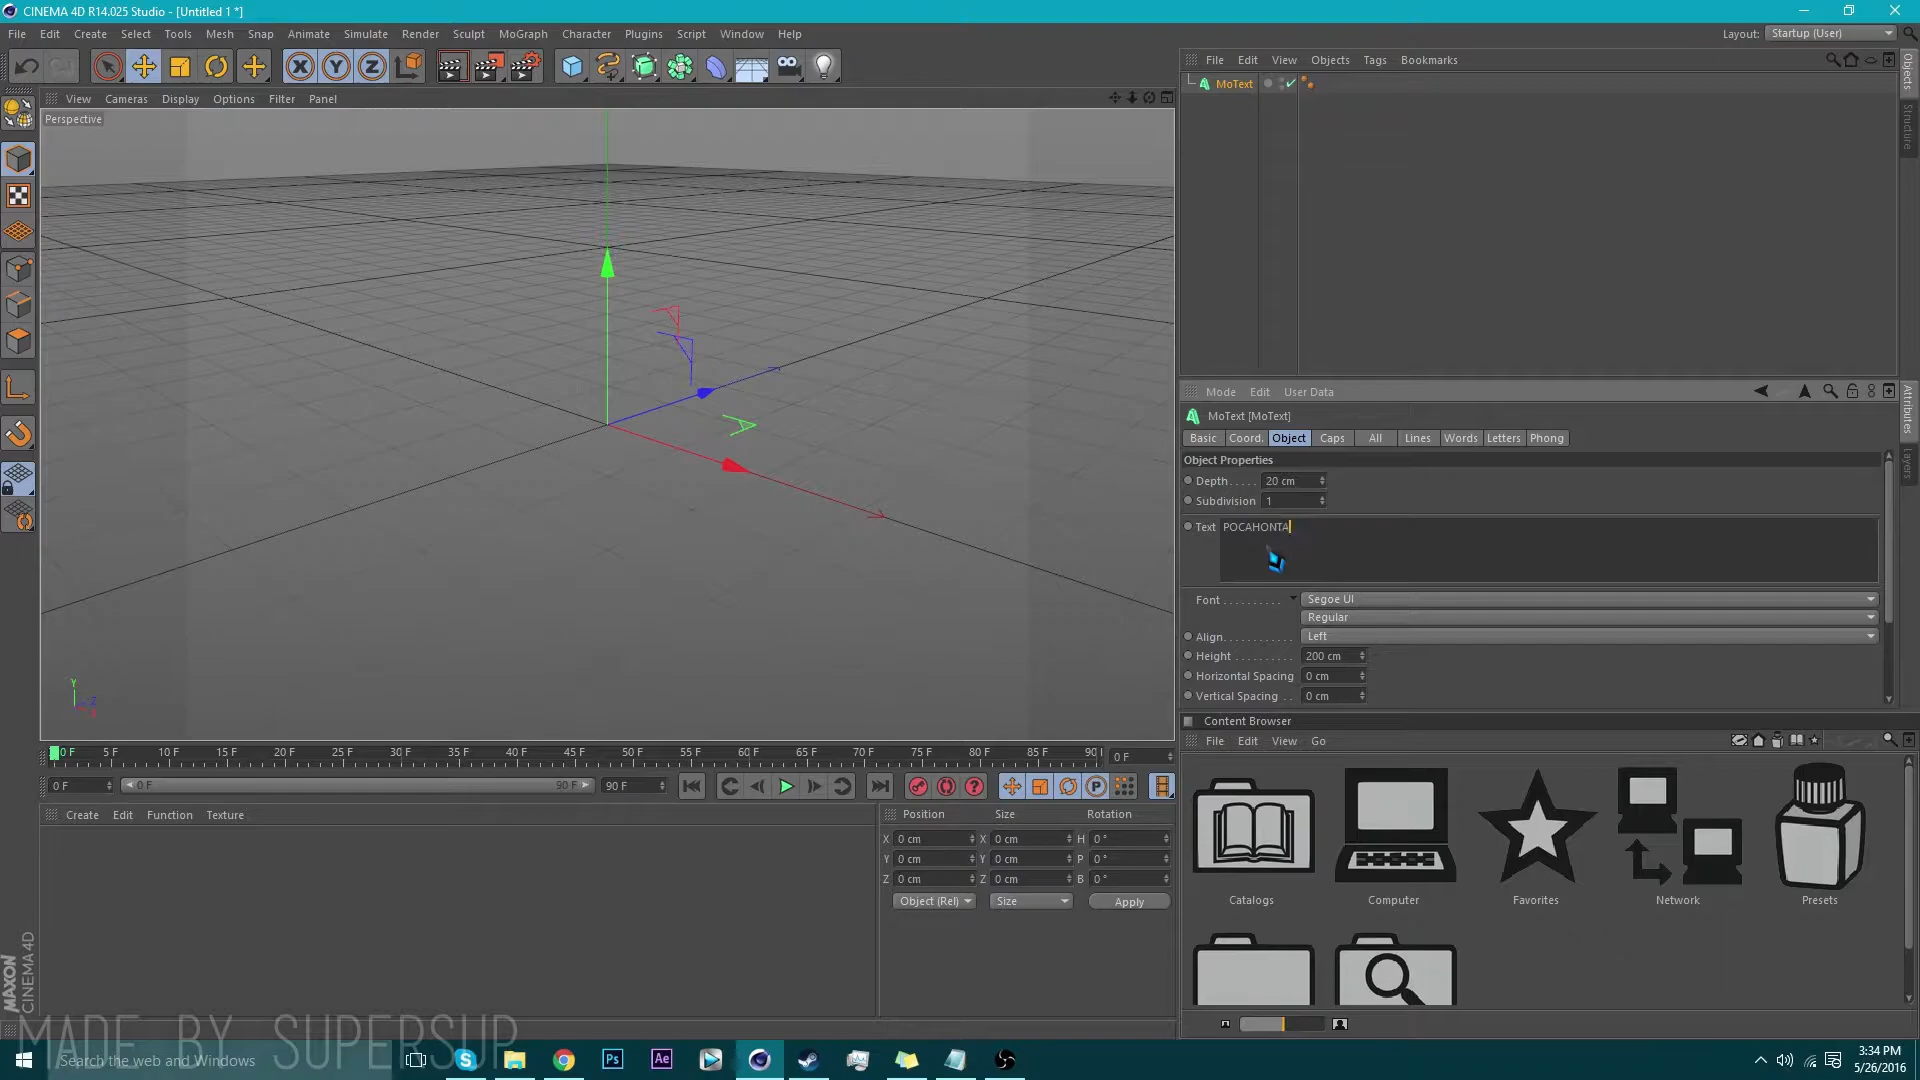 CINEMA 4D R14.025 Studio - [Untitled 1 *]
File Edit Create Select Tools Mesh Snap Animate Simulate Render Sculpt MoGraph Character Plugins Script Window Help
Layout: Startup (User)
View Cameras Display Options Filter Panel
Perspective
Y
Z
File Edit View Objects Tags Bookmarks
MoText
Objects
Structure
Mode Edit User Data
MoText [MoText]
Basic Coord. Object Caps All Lines Words Letters Phong
Object Properties
Depth . . . . . 20 cm
Subdivision 1
Text POCAHONTA
Font . . . . . . . . . . Segoe UI
Regular
Align. . . . . . . . . . . Left
Height . . . . . . . . . . 200 cm
Horizontal Spacing 0 cm
Vertical Spacing . . 0 cm
Attributes
Layers
Content Browser
File Edit View Go
Catalogs Computer Favorites Network Presets
0 F 5 F 10 F 15 F 20 F 25 F 30 F 35 F 40 F 45 F 50 F 55 F 60 F 65 F 70 F 75 F 80 F 85 F 90 0 F
0 F 0 F 90 F 90 F
Create Edit Function Texture
Position Size Rotation
X 0 cm X 0 cm H 0 °
Y 0 cm Y 0 cm P 0 °
Z 0 cm Z 0 cm B 0 °
Object (Rel) Size Apply
MAXON
CINEMA 4D
MADE BY SUPERSUP
Search the web and Windows
Ps
Ae
3:34 PM
5/26/2016